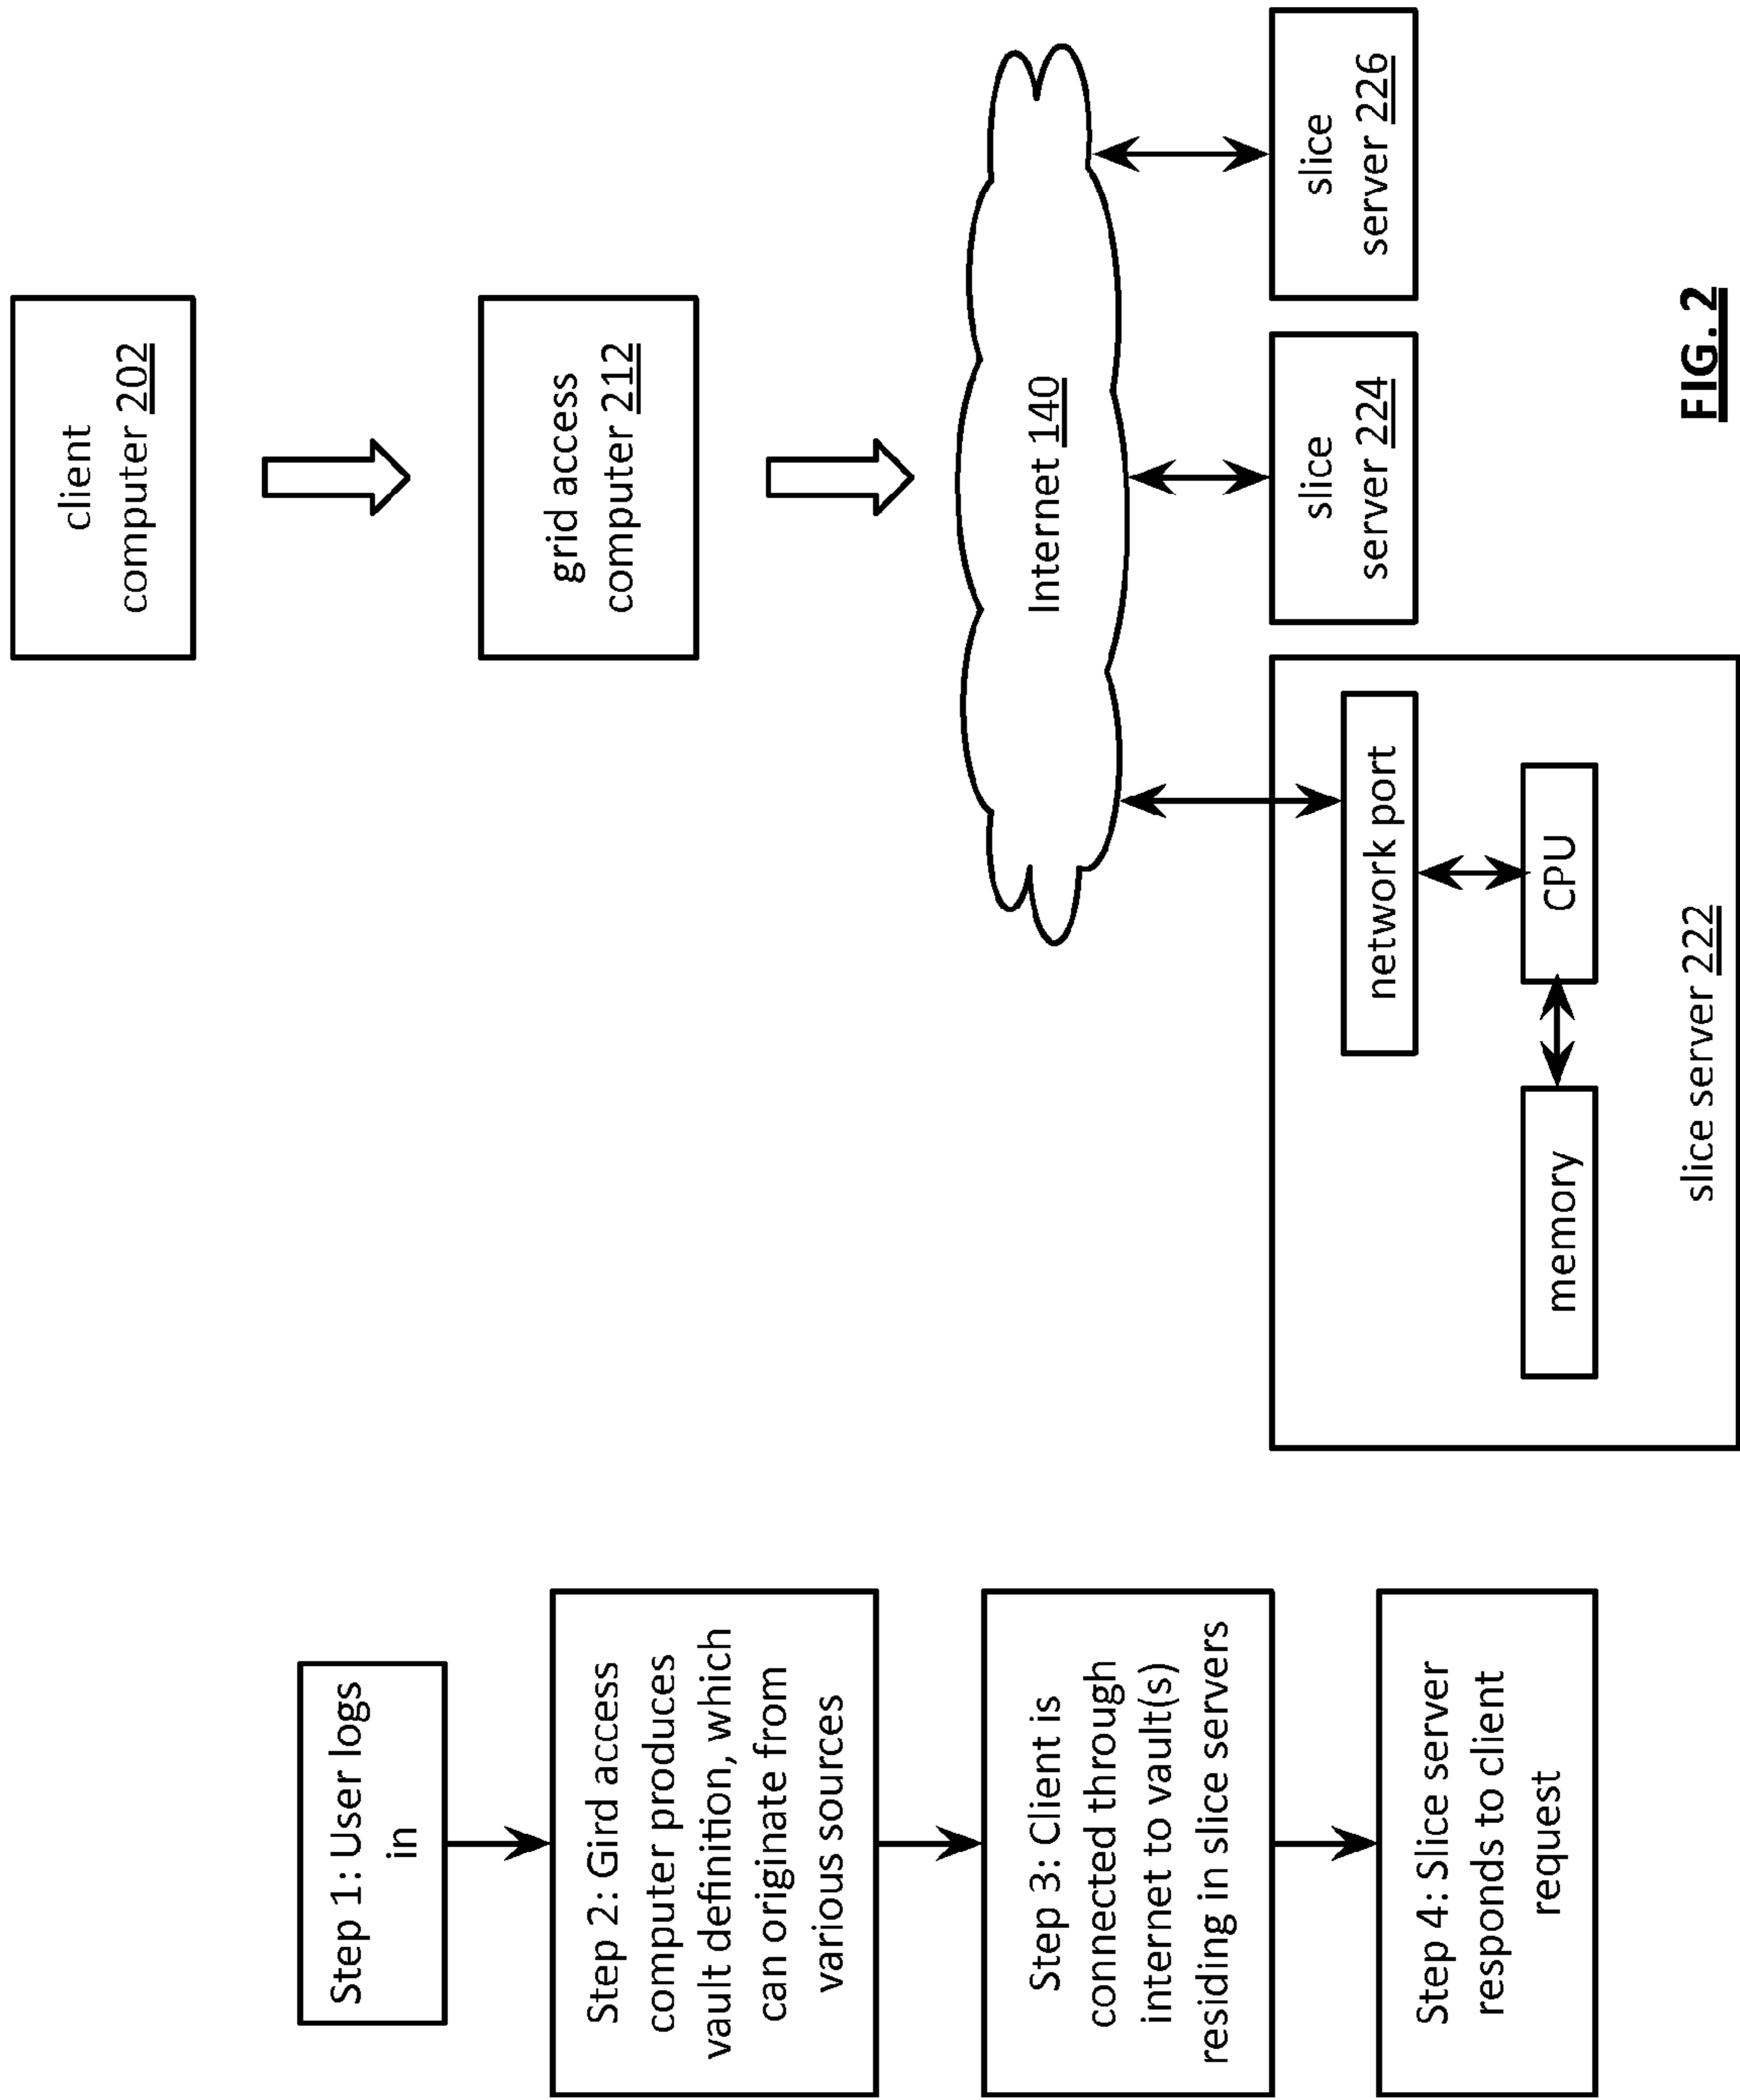 Step 1: User logs
in
Step 2: Gird access
computer produces
vault definition, which
can originate from
various sources
Step 3: Client is
connected through
internet to vault(s)
residing in slice servers
Step 4: Slice server
responds to client
request
client
computer 202
grid access
computer 212
Internet 140
network port
CPU
memory
slice server 222
slice
server 224
slice
server 226
FIG. 2